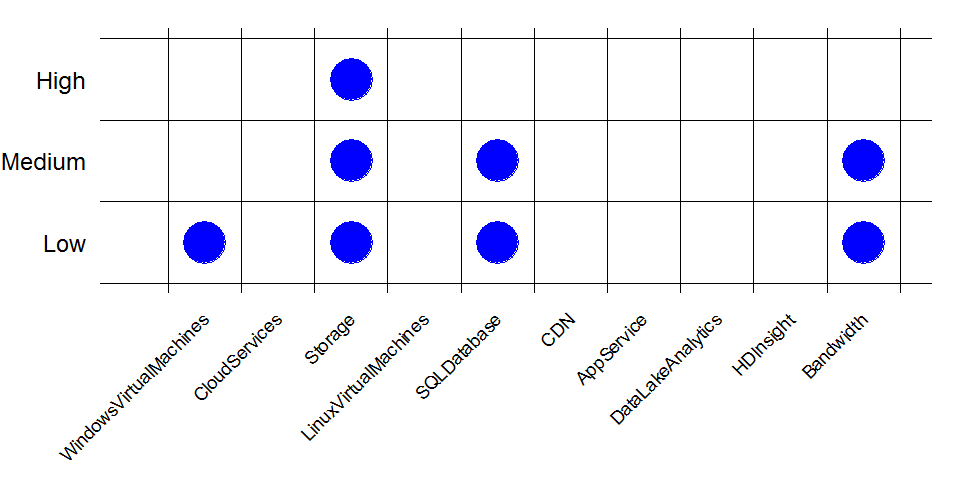 High
Medium
Low
WindowsVirtualMachines
CloudServices
Storage
LinuxVirtualMachines
SQLDatabase
CDN
AppService
DataLakeAnalytics
HDInsight
Bandwidth